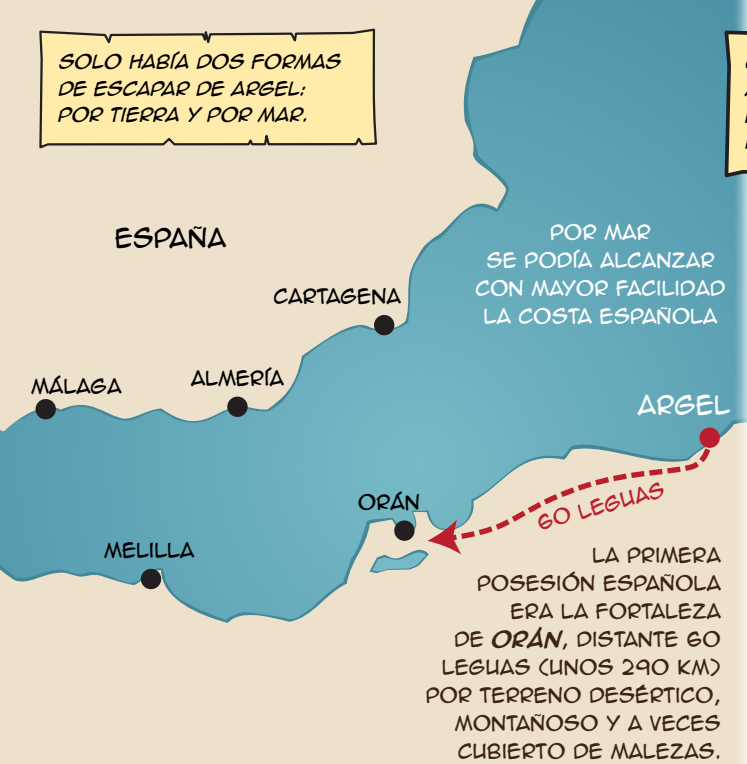 SOLO HABÍA DOS FORMAS
DE ESCAPAR DE ARGEL:
POR TIERRA Y POR MAR.
ESPAÑA
POR MAR
SE PODÍA ALCANZAR
CON MAYOR FACILIDAD
LA COSTA ESPAÑOLA
CARTAGENA
MÁLAGA
ALMERÍA
ARGEL
ORÁN
60 LEGUAS
MELILLA
LA PRIMERA
POSESIÓN ESPAÑOLA
ERA LA FORTALEZA
DE ORÁN, DISTANTE 60
LEGUAS (UNOS 290 KM)
POR TERRENO DESÉRTICO,
MONTAÑOSO Y A VECES
CUBIERTO DE MALEZAS.